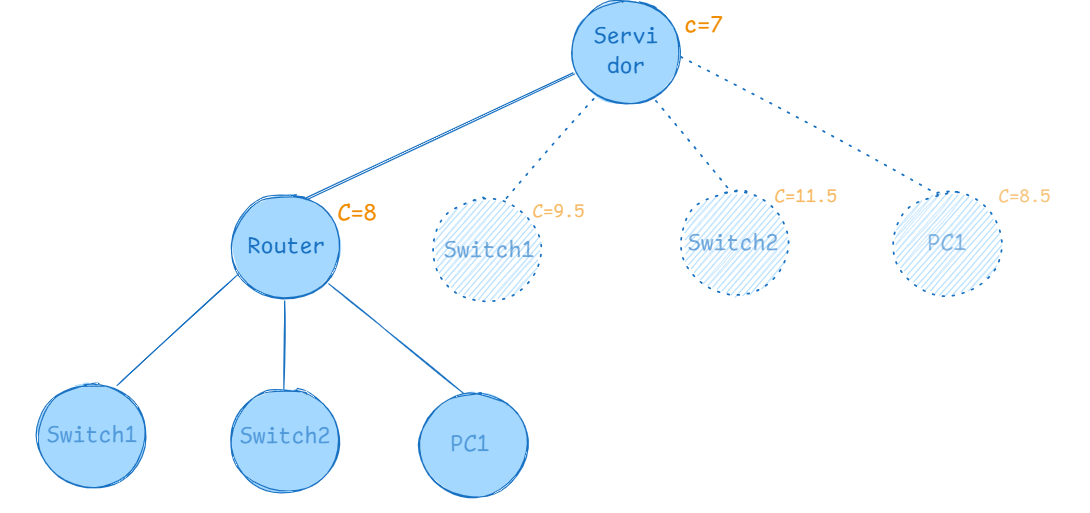 Servi
dor
c=7
Router
C=8
Switch1
C=9.5
Switch2
C=11.5
PC1
C=8.5
Switch1
Switch2
PC1